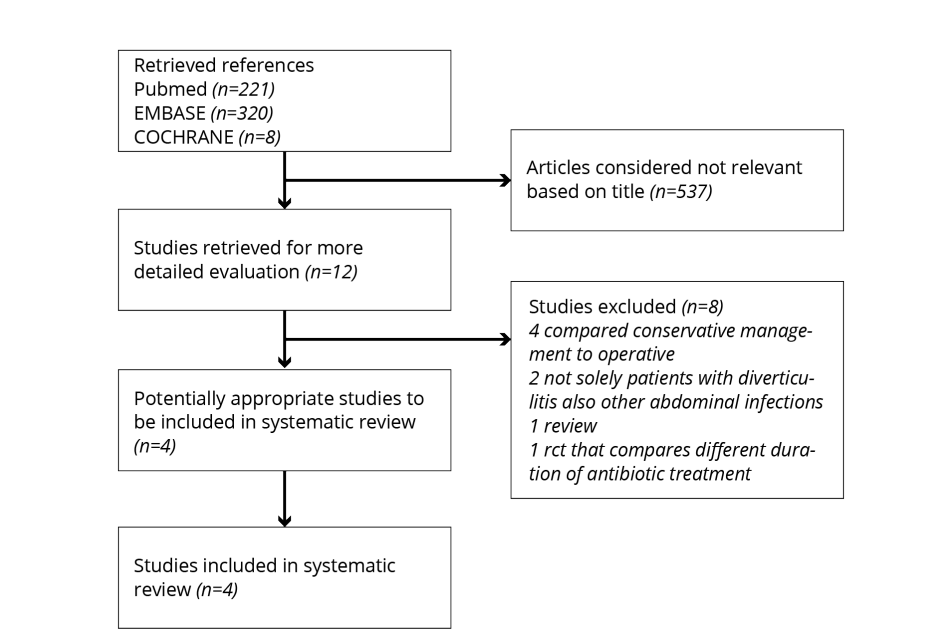 Retrieved references
Pubmed (n=221)
EMBASE (n=320)
COCHRANE (n=8)
Articles considered not relevant
based on title (n=537)
Studies retrieved for more
detailed evaluation (n=12)
Studies excluded (n=8)
4 compared conservative manage-
ment to operative
2 not solely patients with diverticu-
litis also other abdominal infections
1 review
1 rct that compares different dura-
tion of antibiotic treatment
Potentially appropriate studies to
be included in systematic review
(n=4)
Studies included in systematic
review (n=4)